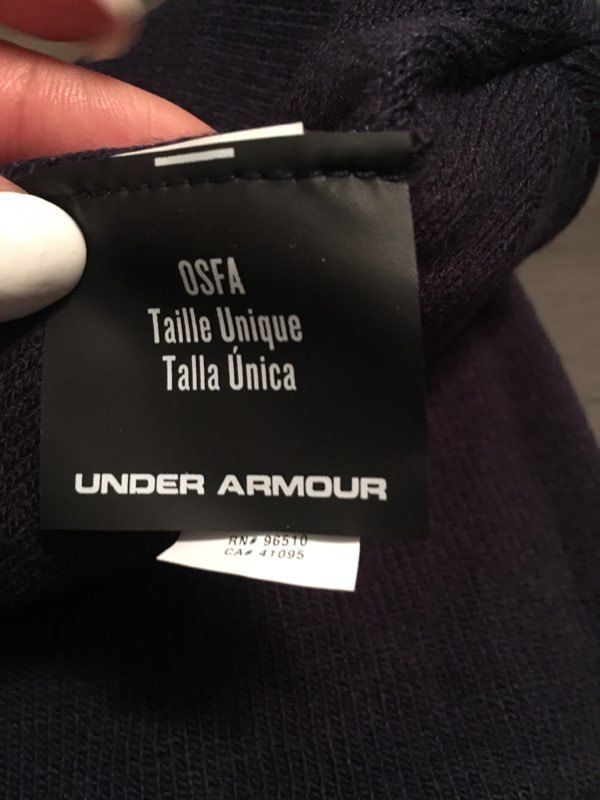 OSFA
Taille Unique
Talla Única
UNDER ARMOUR
RN# 96510
CA# 41095